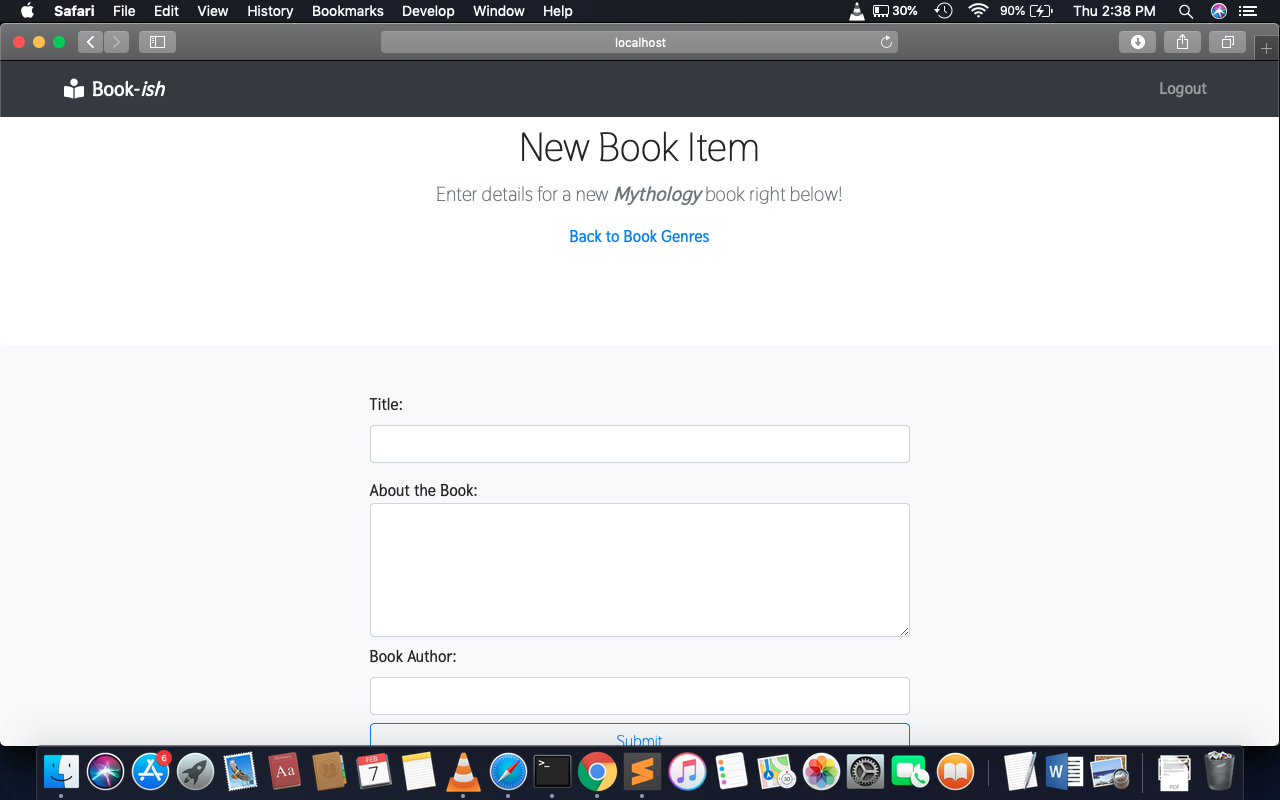 Safari File Edit View History Bookmarks Develop Window Help 30% 90% Thu 2:38 PM
localhost
Book-ish Logout
New Book Item
Enter details for a new Mythology book right below!
Back to Book Genres
Title:
About the Book:
Book Author:
Submit
6
Aa
FEB
7
>_
30
W
PDF